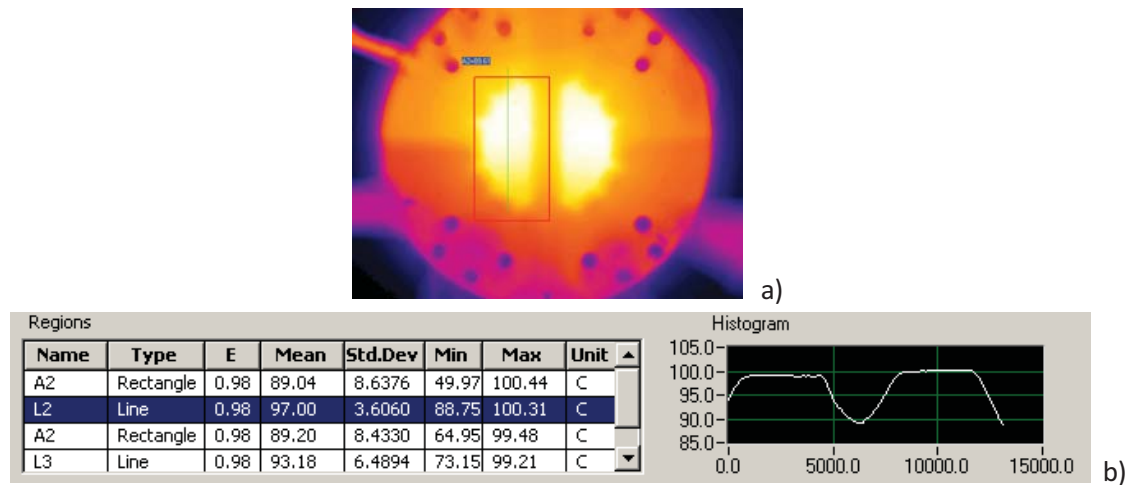 a)
Regions
Name Type E Mean Std.Dev Min Max Unit
A2 Rectangle 0.98 89.04 8.6376 49.97 100.44 C
L2 Line 0.98 97.00 3.6060 88.75 100.31 C
A2 Rectangle 0.98 89.20 8.4330 64.95 99.48 C
L3 Line 0.98 93.18 6.4894 73.15 99.21 C
Histogram
105.0
100.0
95.0
90.0
85.0
0.0 5000.0 10000.0 15000.0
b)